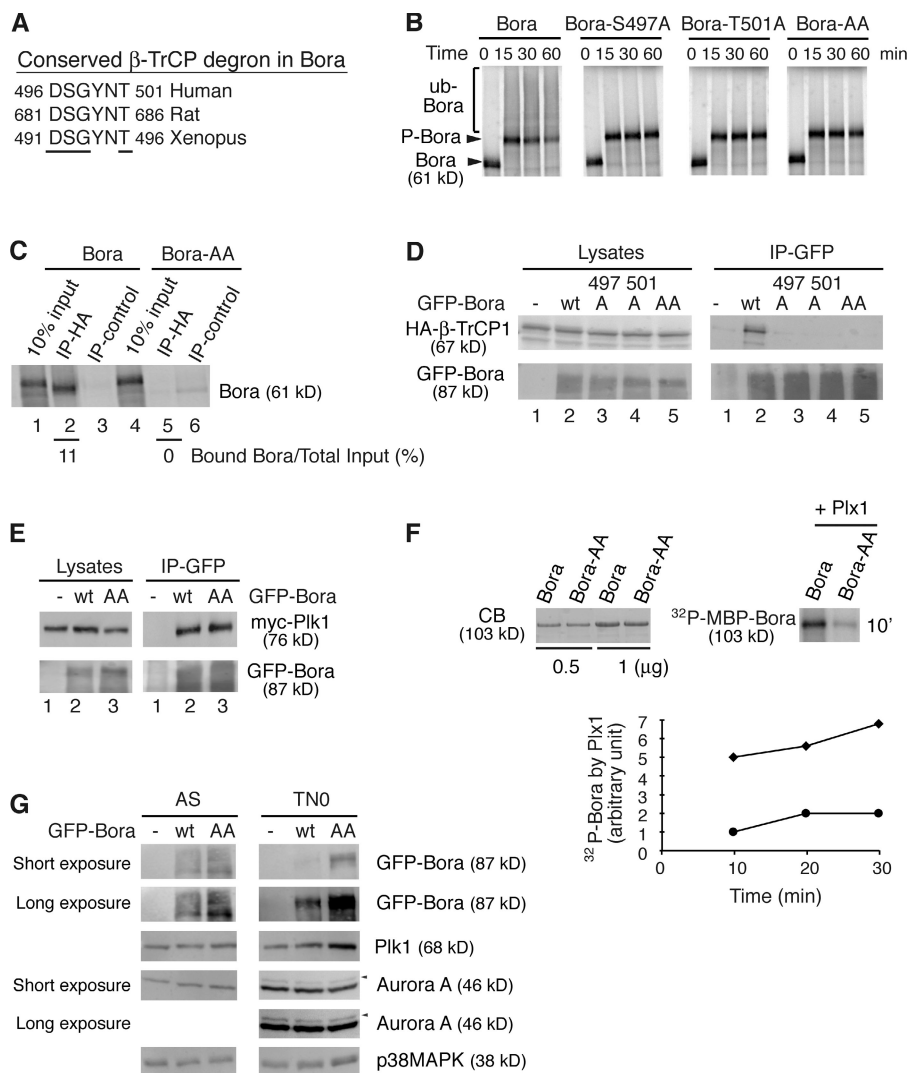 A
Conserved β-TrCP degron in Bora
496 DSGYNT 501 Human
681 DSGYNT 686 Rat
491 DSGYNT 496 Xenopus
B
Bora Bora-S497A Bora-T501A Bora-AA
Time 0 15 30 60 0 15 30 60 0 15 30 60 0 15 30 60 min
ub-
Bora
P-Bora
Bora
(61 kD)
C
Bora Bora-AA
10% input IP-HA IP-control 10% input IP-HA IP-control
Bora (61 kD)
1 2 3 4 5 6
11 0 Bound Bora/Total Input (%)
D
Lysates IP-GFP
497 501 497 501
GFP-Bora - wt A A AA - wt A A AA
HA-β-TrCP1
(67 kD)
GFP-Bora
(87 kD)
1 2 3 4 5 1 2 3 4 5
E
Lysates IP-GFP
- wt AA - wt AA GFP-Bora
myc-Plk1
(76 kD)
GFP-Bora
(87 kD)
1 2 3 1 2 3
F
+ Plx1
Bora Bora-AA Bora Bora-AA Bora Bora-AA
CB
(103 kD)
0.5 1 (μg)
32P-MBP-Bora
(103 kD)
10’
32 P-Bora by Plx1
(arbitrary unit)
7
6
5
4
3
2
1
0
0 10 20 30
Time (min)
G
AS TN0
GFP-Bora - wt AA - wt AA
Short exposure GFP-Bora (87 kD)
Long exposure GFP-Bora (87 kD)
Plk1 (68 kD)
Short exposure Aurora A (46 kD)
Long exposure Aurora A (46 kD)
p38MAPK (38 kD)